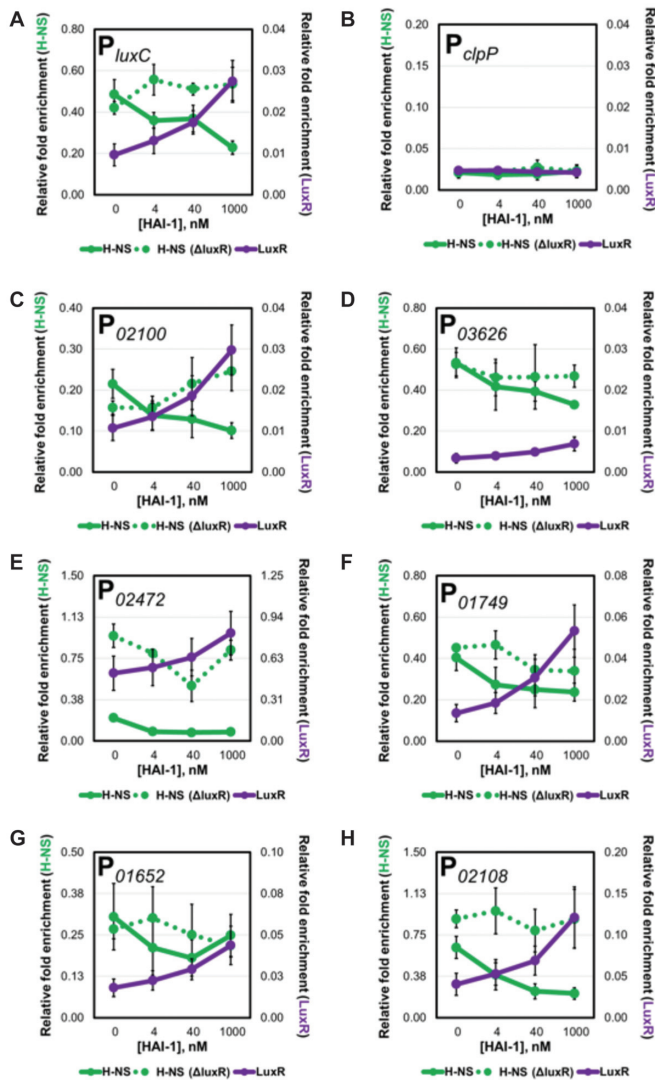 A
P luxC
Relative fold enrichment (H-NS)
0.80
0.60
0.40
0.20
0.00
0.03
0.03
0.02
0.02
0.01
0.01
0.00
Relative fold enrichment (LuxR)
0 4 40 1000
[HAI-1], nM
H-NS H-NS (ΔluxR) LuxR
B
P clpP
Relative fold enrichment (H-NS)
0.20
0.15
0.10
0.05
0.00
0.04
0.03
0.02
0.01
0.00
Relative fold enrichment (LuxR)
0 4 40 1000
[HAI-1], nM
H-NS H-NS (ΔluxR) LuxR
C
P 02100
Relative fold enrichment (H-NS)
0.40
0.30
0.20
0.10
0.00
0.04
0.03
0.02
0.01
0.00
Relative fold enrichment (LuxR)
0 4 40 1000
[HAI-1], nM
H-NS H-NS (ΔluxR) LuxR
D
P 03626
Relative fold enrichment (H-NS)
0.80
0.60
0.40
0.20
0.00
0.04
0.03
0.02
0.01
0.00
Relative fold enrichment (LuxR)
0 4 40 1000
[HAI-1], nM
H-NS H-NS (ΔluxR) LuxR
E
P 02472
Relative fold enrichment (H-NS)
1.50
1.13
0.75
0.38
0.00
1.25
0.94
0.63
0.31
0.00
Relative fold enrichment (LuxR)
0 4 40 1000
[HAI-1], nM
H-NS H-NS (ΔluxR) LuxR
F
P 01749
Relative fold enrichment (H-NS)
0.80
0.60
0.40
0.20
0.00
0.08
0.06
0.04
0.02
0.00
Relative fold enrichment (LuxR)
0 4 40 1000
[HAI-1], nM
H-NS H-NS (ΔluxR) LuxR
G
P 01652
Relative fold enrichment (H-NS)
0.50
0.38
0.25
0.13
0.00
0.10
0.08
0.05
0.03
0.00
Relative fold enrichment (LuxR)
0 4 40 1000
[HAI-1], nM
H-NS H-NS (ΔluxR) LuxR
H
P 02108
Relative fold enrichment (H-NS)
1.50
1.13
0.75
0.38
0.00
0.20
0.15
0.10
0.05
0.00
Relative fold enrichment (LuxR)
0 4 40 1000
[HAI-1], nM
H-NS H-NS (ΔluxR) LuxR